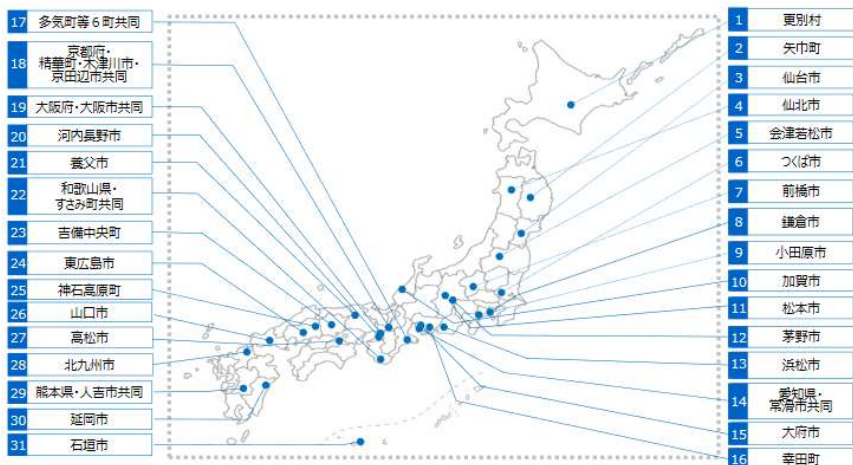 17 多気町等６町共同
18 京都府・
精華町・木津川市・
京田辺市共同
19 大阪府・大阪市共同
20 河内長野市
21 養父市
22 和歌山県・
すさみ町共同
23 吉備中央町
24 東広島市
25 神石高原町
26 山口市
27 高松市
28 北九州市
29 熊本県・人吉市共同
30 延岡市
31 石垣市
1 更別村
2 矢巾町
3 仙台市
4 仙北市
5 会津若松市
6 つくば市
7 前橋市
8 鎌倉市
9 小田原市
10 加賀市
11 松本市
12 茅野市
13 浜松市
14 愛知県・
常滑市共同
15 大府市
16 幸田町